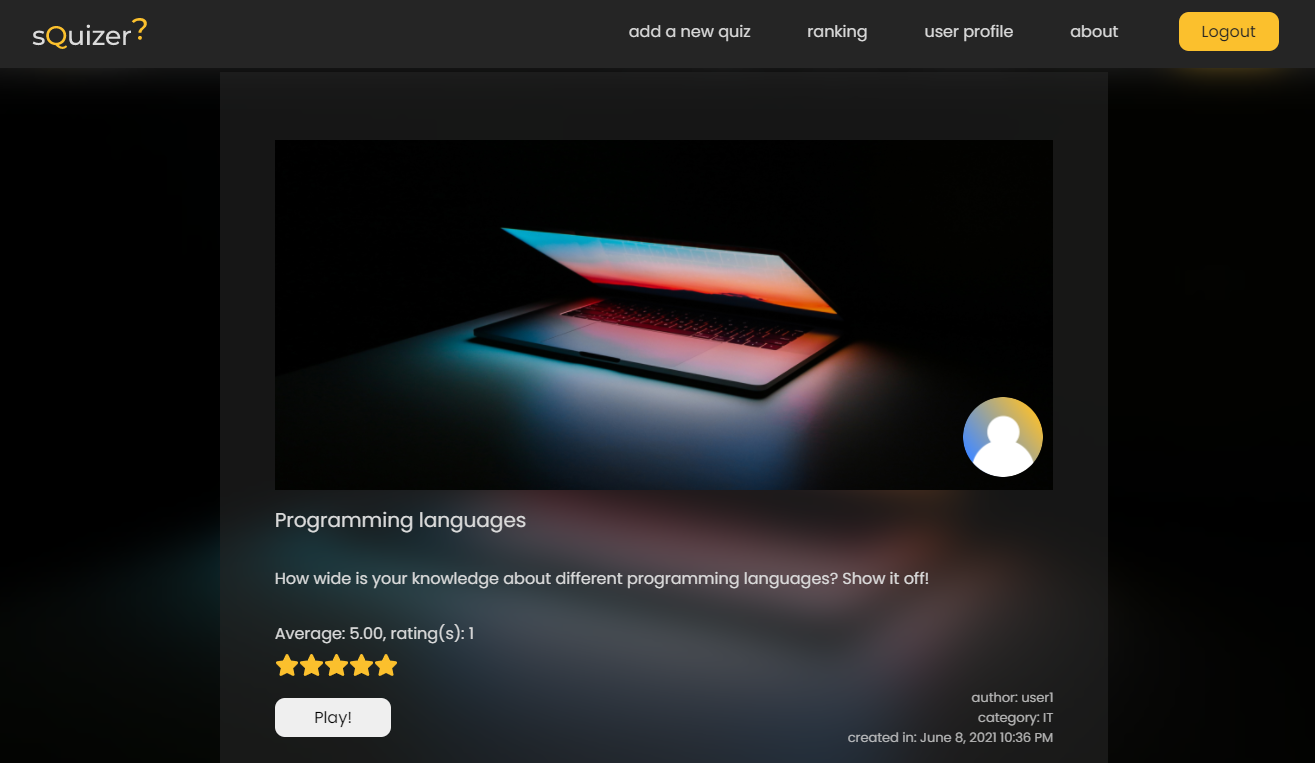 sQuizer?
add a new quiz
ranking
user profile
about
Logout
Programming languages
How wide is your knowledge about different programming languages? Show it off!
Average: 5.00, rating(s): 1
Play!
author: user1
category: IT
created in: June 8, 2021 10:36 PM